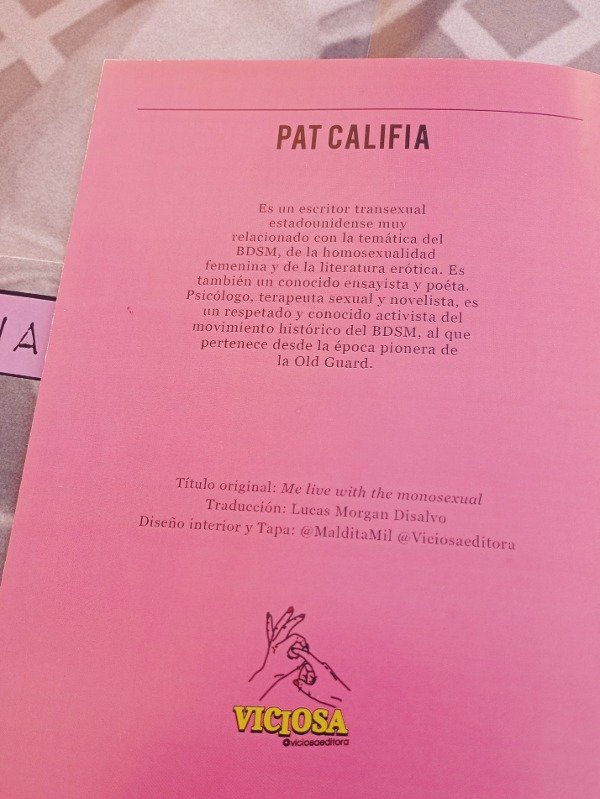 PAT CALIFIA
Es un escritor transexual
estadounidense muy
relacionado con la temática del
BDSM, de la homosexualidad
femenina y de la literatura erótica. Es
también un conocido ensayista y poéta.
Psicólogo, terapeuta sexual y novelista, es
un respetado y conocido activista del
movimiento histórico del BDSM, al que
pertenece desde la época pionera de
la Old Guard.
Título original: Me live with the monosexual
Traducción: Lucas Morgan Disalvo
Diseño interior y Tapa: @MalditaMil @Viciosaeditora
VICIOSA
@viciosaeditora